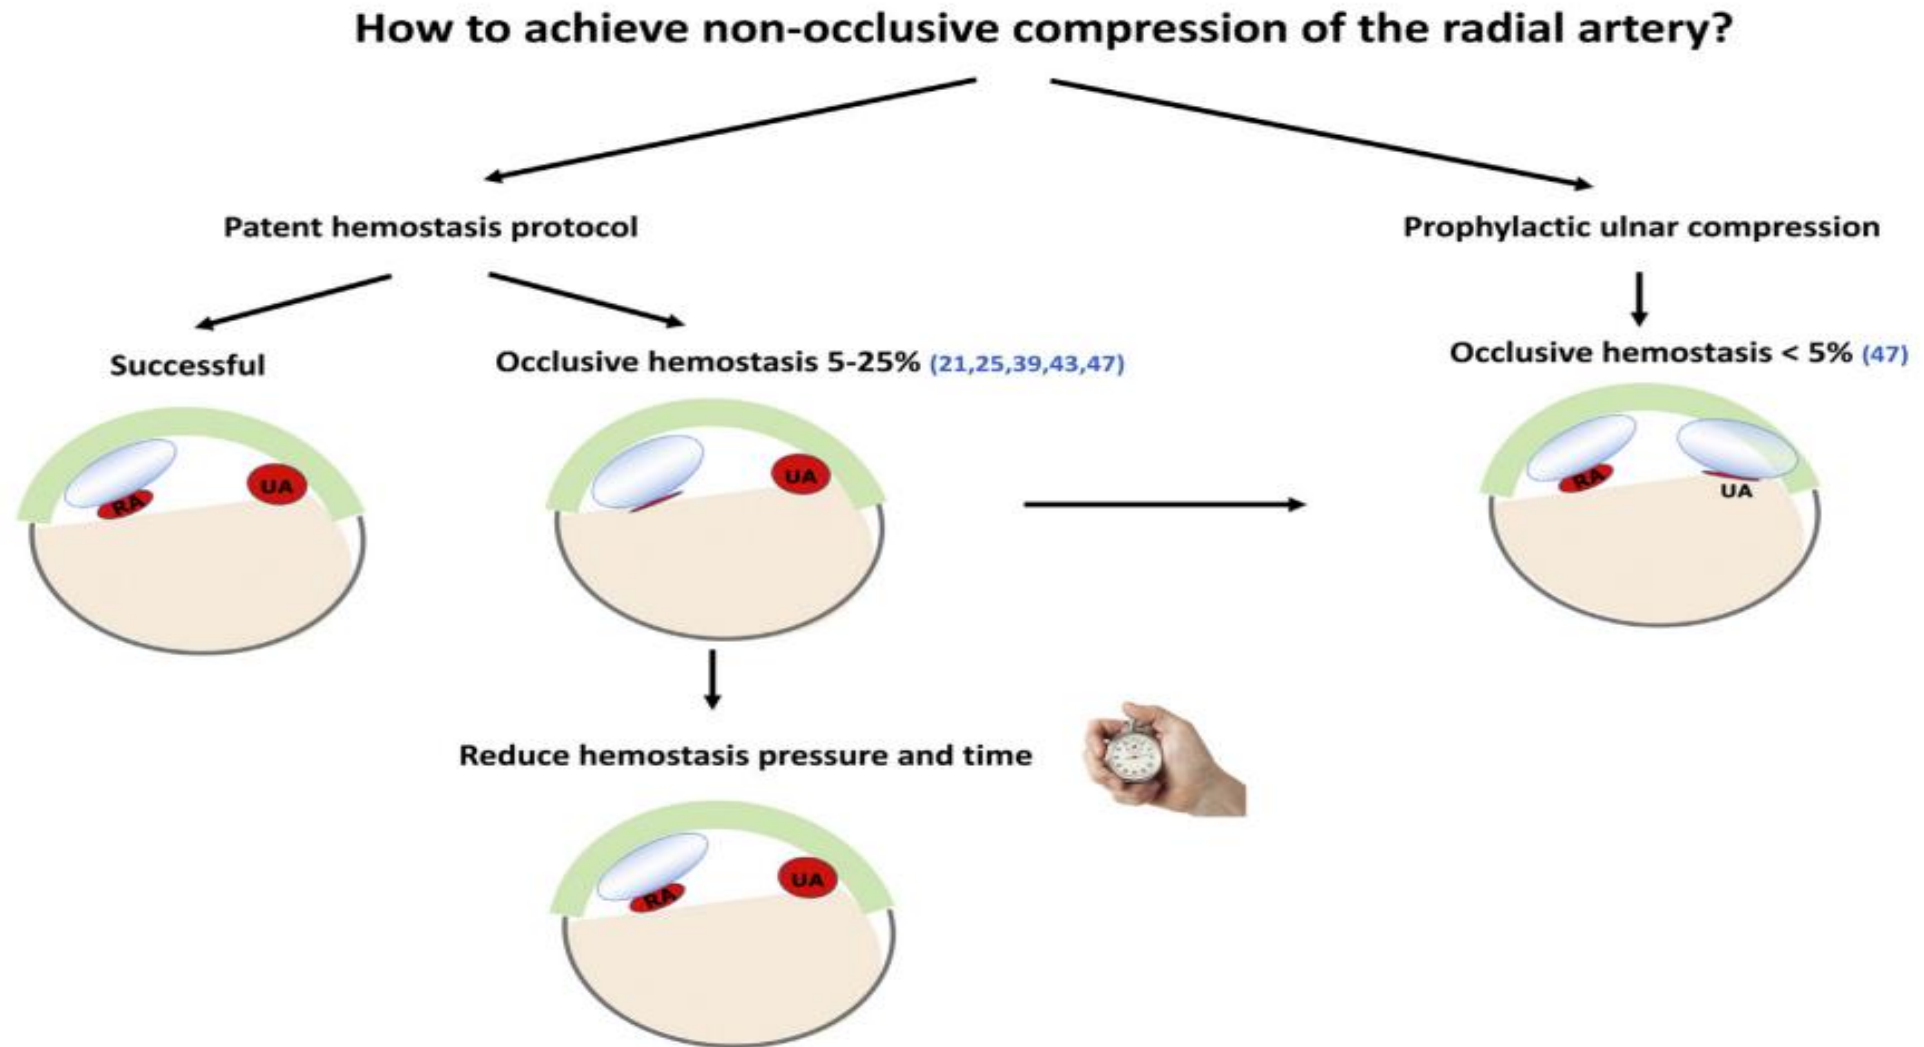 How to achieve non-occlusive compression of the radial artery?
Patent hemostasis protocol
Prophylactic ulnar compression
Successful
Occlusive hemostasis 5-25% (21,25,39,43,47)
Occlusive hemostasis < 5% (47)
RA
UA
UA
RA
UA
Reduce hemostasis pressure and time
RA
UA